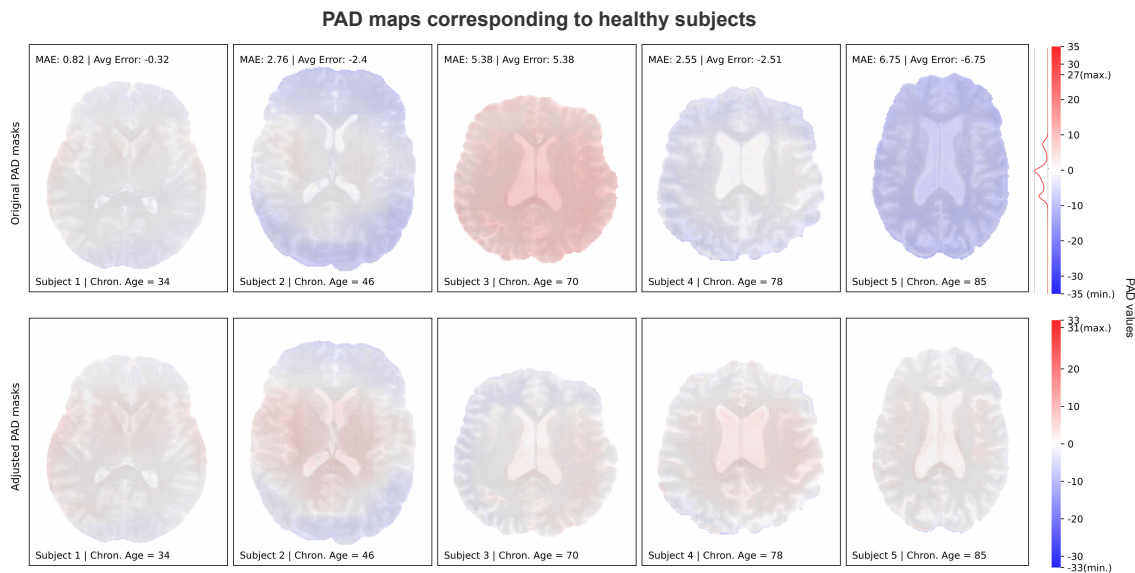 PAD maps corresponding to healthy subjects
Original PAD masks
MAE: 0.82 | Avg Error: -0.32
Subject 1 | Chron. Age = 34
MAE: 2.76 | Avg Error: -2.4
Subject 2 | Chron. Age = 46
MAE: 5.38 | Avg Error: 5.38
Subject 3 | Chron. Age = 70
MAE: 2.55 | Avg Error: -2.51
Subject 4 | Chron. Age = 78
MAE: 6.75 | Avg Error: -6.75
Subject 5 | Chron. Age = 85
35
30
27(max.)
20
10
0
-10
-20
-30
-35 (min.)
PAD values
Adjusted PAD masks
Subject 1 | Chron. Age = 34
Subject 2 | Chron. Age = 46
Subject 3 | Chron. Age = 70
Subject 4 | Chron. Age = 78
Subject 5 | Chron. Age = 85
33
31(max.)
20
10
0
-10
-20
-30
-33(min.)